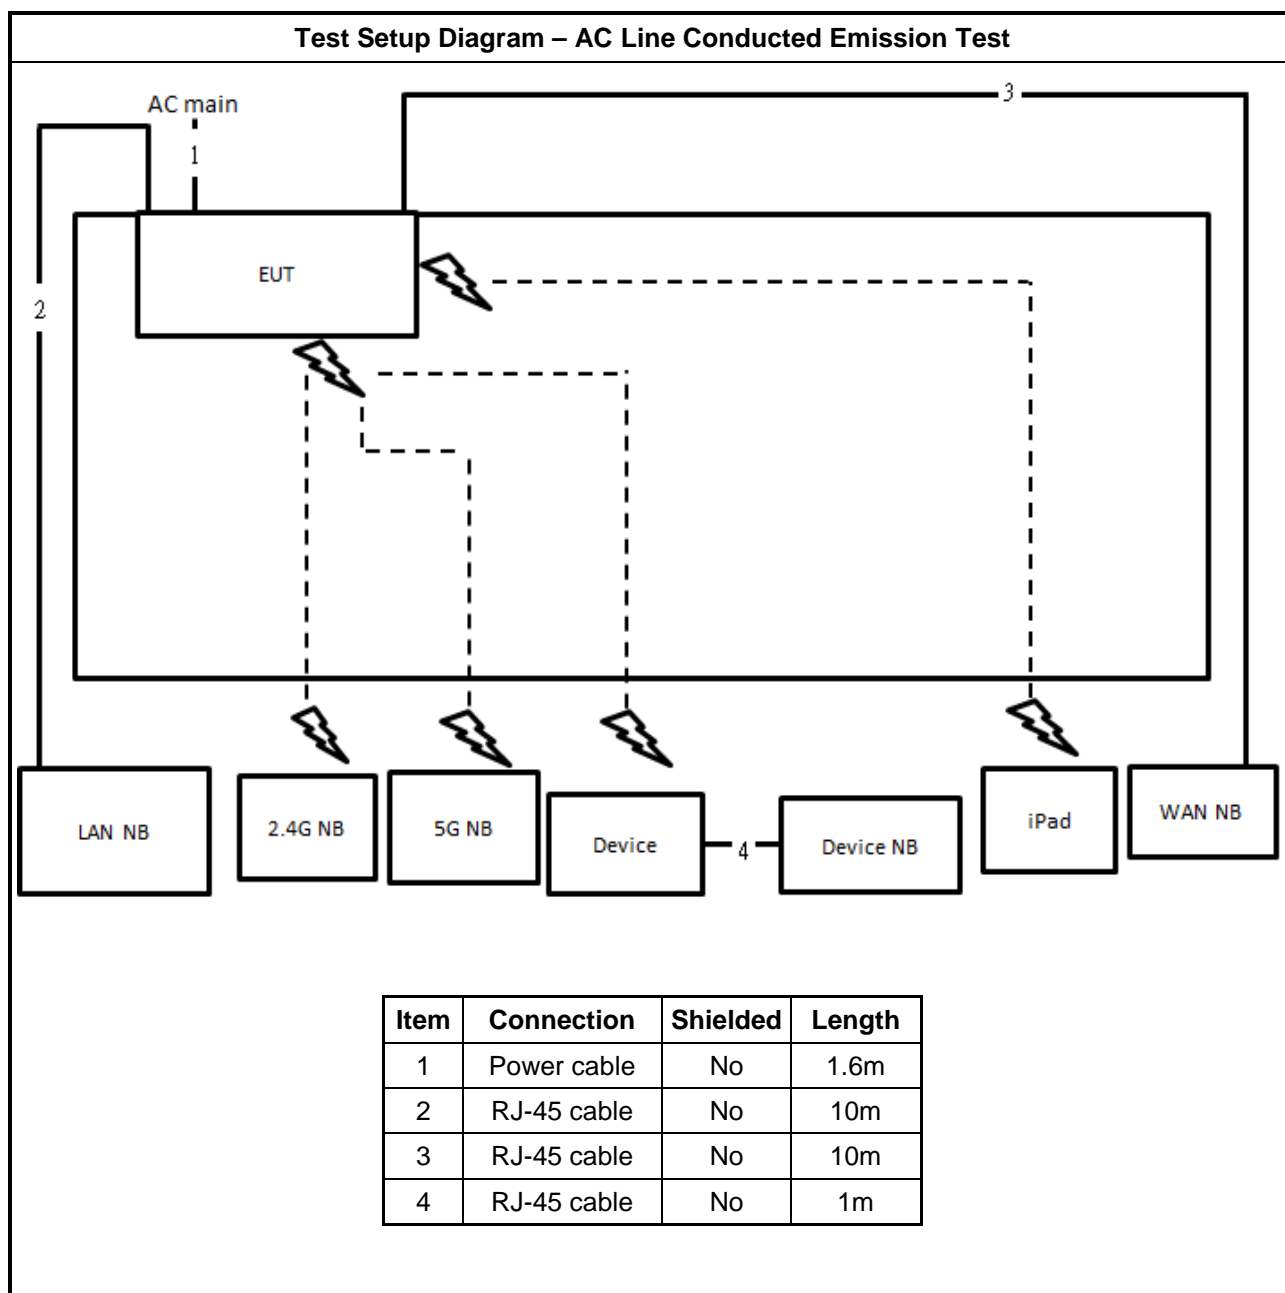 Test Setup Diagram – AC Line Conducted Emission Test
AC main
3
1
EUT
2
LAN NB
2.4G NB
5G NB
Device
4
Device NB
iPad
WAN NB
Item Connection Shielded Length
1 Power cable No 1.6m
2 RJ-45 cable No 10m
3 RJ-45 cable No 10m
4 RJ-45 cable No 1m